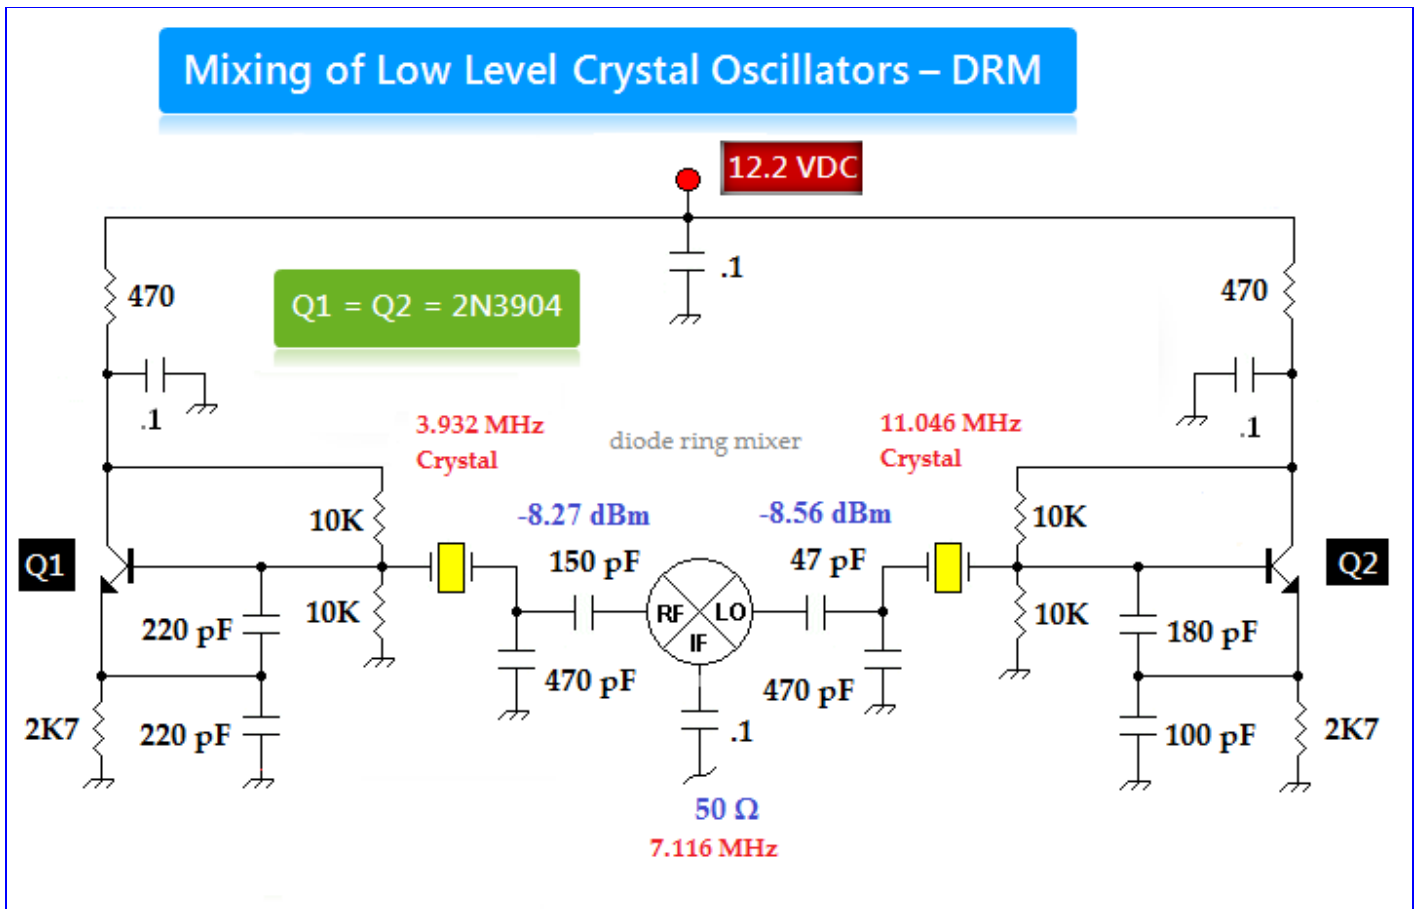 Mixing of Low Level Crystal Oscillators – DRM
12.2 VDC
.1
470
Q1 = Q2 = 2N3904
470
.1
.1
3.932 MHz
Crystal
diode ring mixer
11.046 MHz
Crystal
10K
-8.27 dBm
-8.56 dBm
10K
Q1
150 pF
47 pF
Q2
RF
LO
IF
220 pF
10K
10K
180 pF
470 pF
470 pF
2K7
220 pF
.1
100 pF
2K7
50 Ω
7.116 MHz